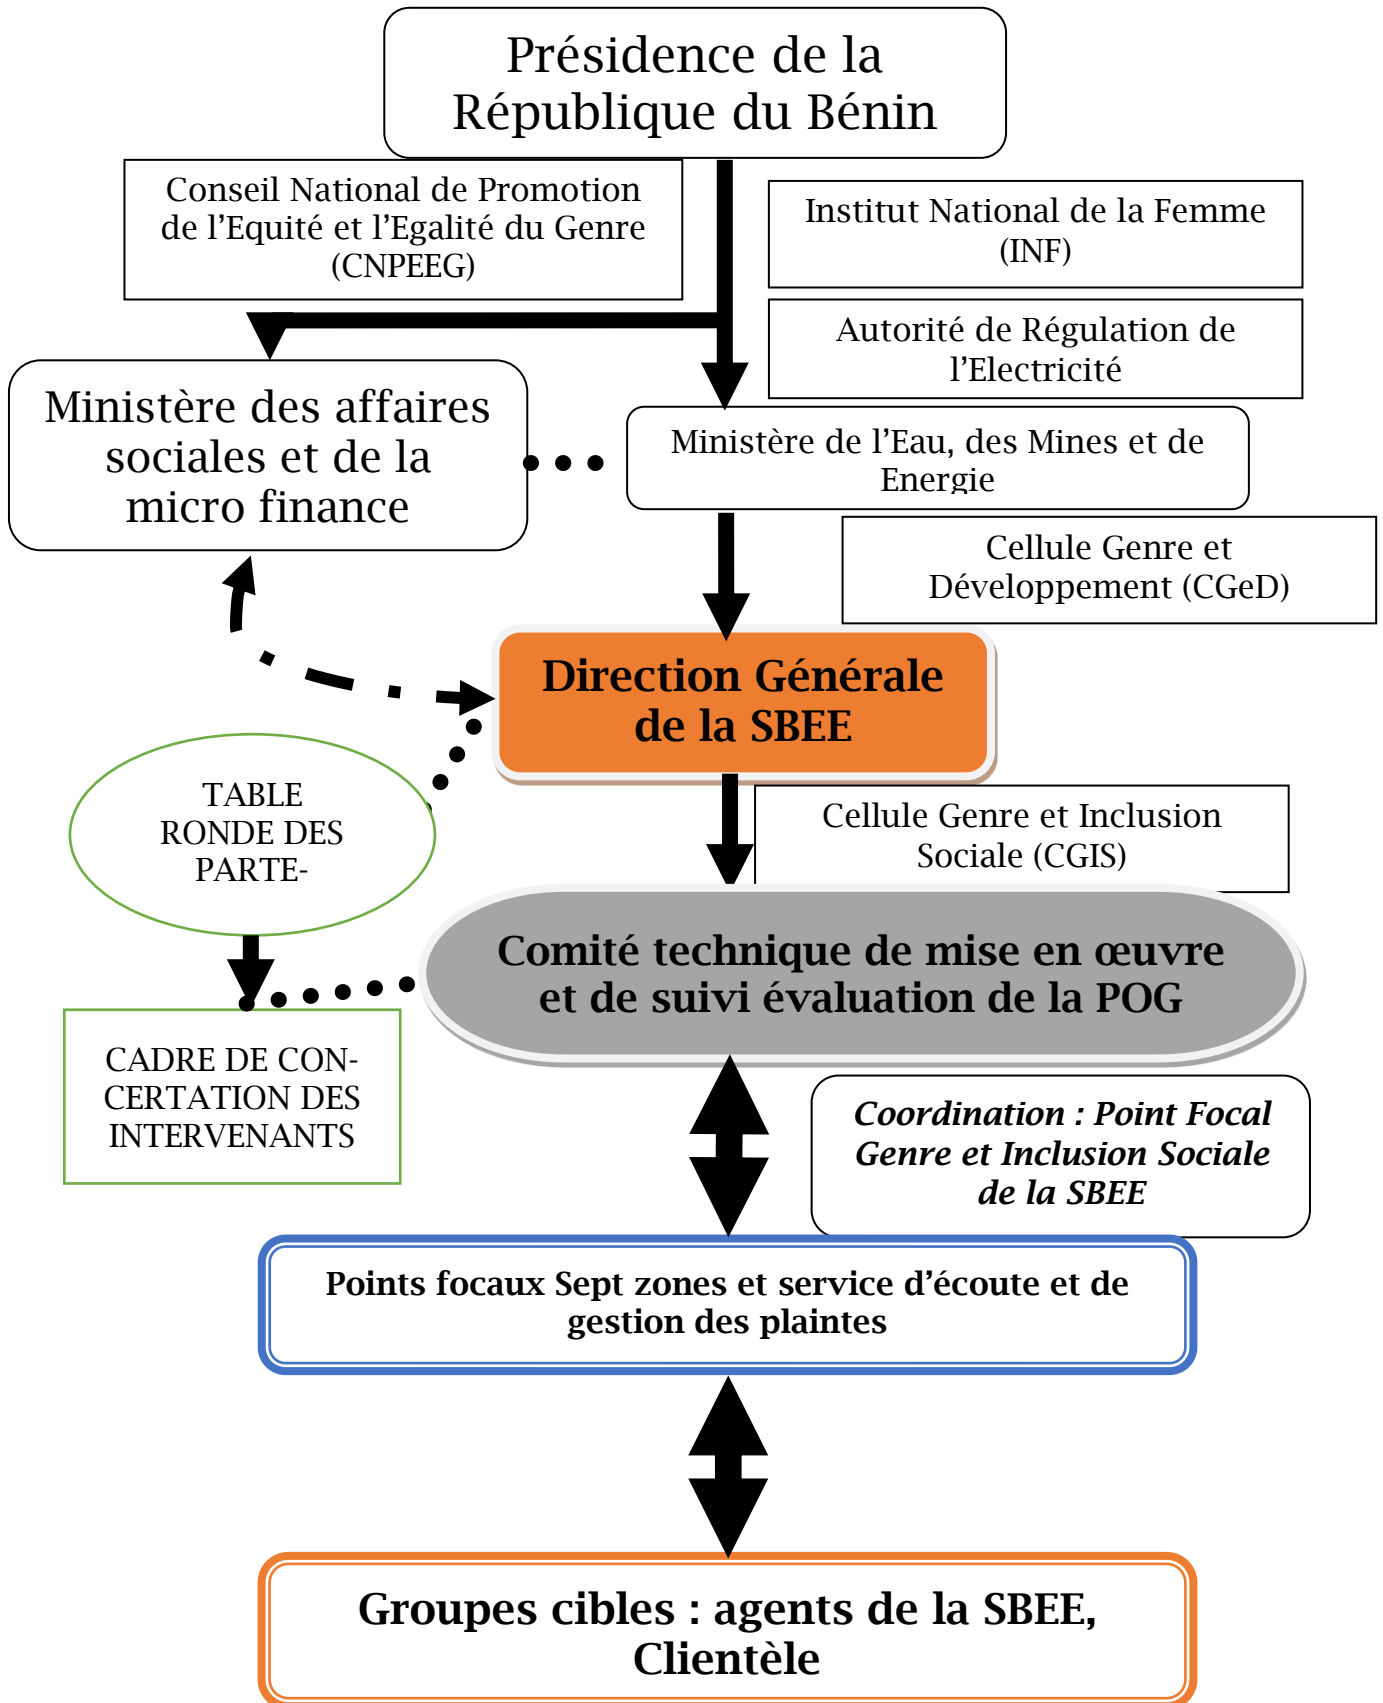 Présidence de la
République du Bénin
Conseil National de Promotion
de l’Equité et l’Egalité du Genre
(CNPEEG)
Institut National de la Femme
(INF)
Autorité de Régulation de
l’Electricité
Ministère des affaires
sociales et de la
micro finance
Ministère de l’Eau, des Mines et de
Energie
Cellule Genre et
Développement (CGeD)
Direction Générale
de la SBEE
TABLE
RONDE DES
PARTE-
Cellule Genre et Inclusion
Sociale (CGIS)
Comité technique de mise en œuvre
et de suivi évaluation de la POG
CADRE DE CON-
CERTATION DES
INTERVENANTS
Coordination : Point Focal
Genre et Inclusion Sociale
de la SBEE
Points focaux Sept zones et service d’écoute et de
gestion des plaintes
Groupes cibles : agents de la SBEE,
Clientèle